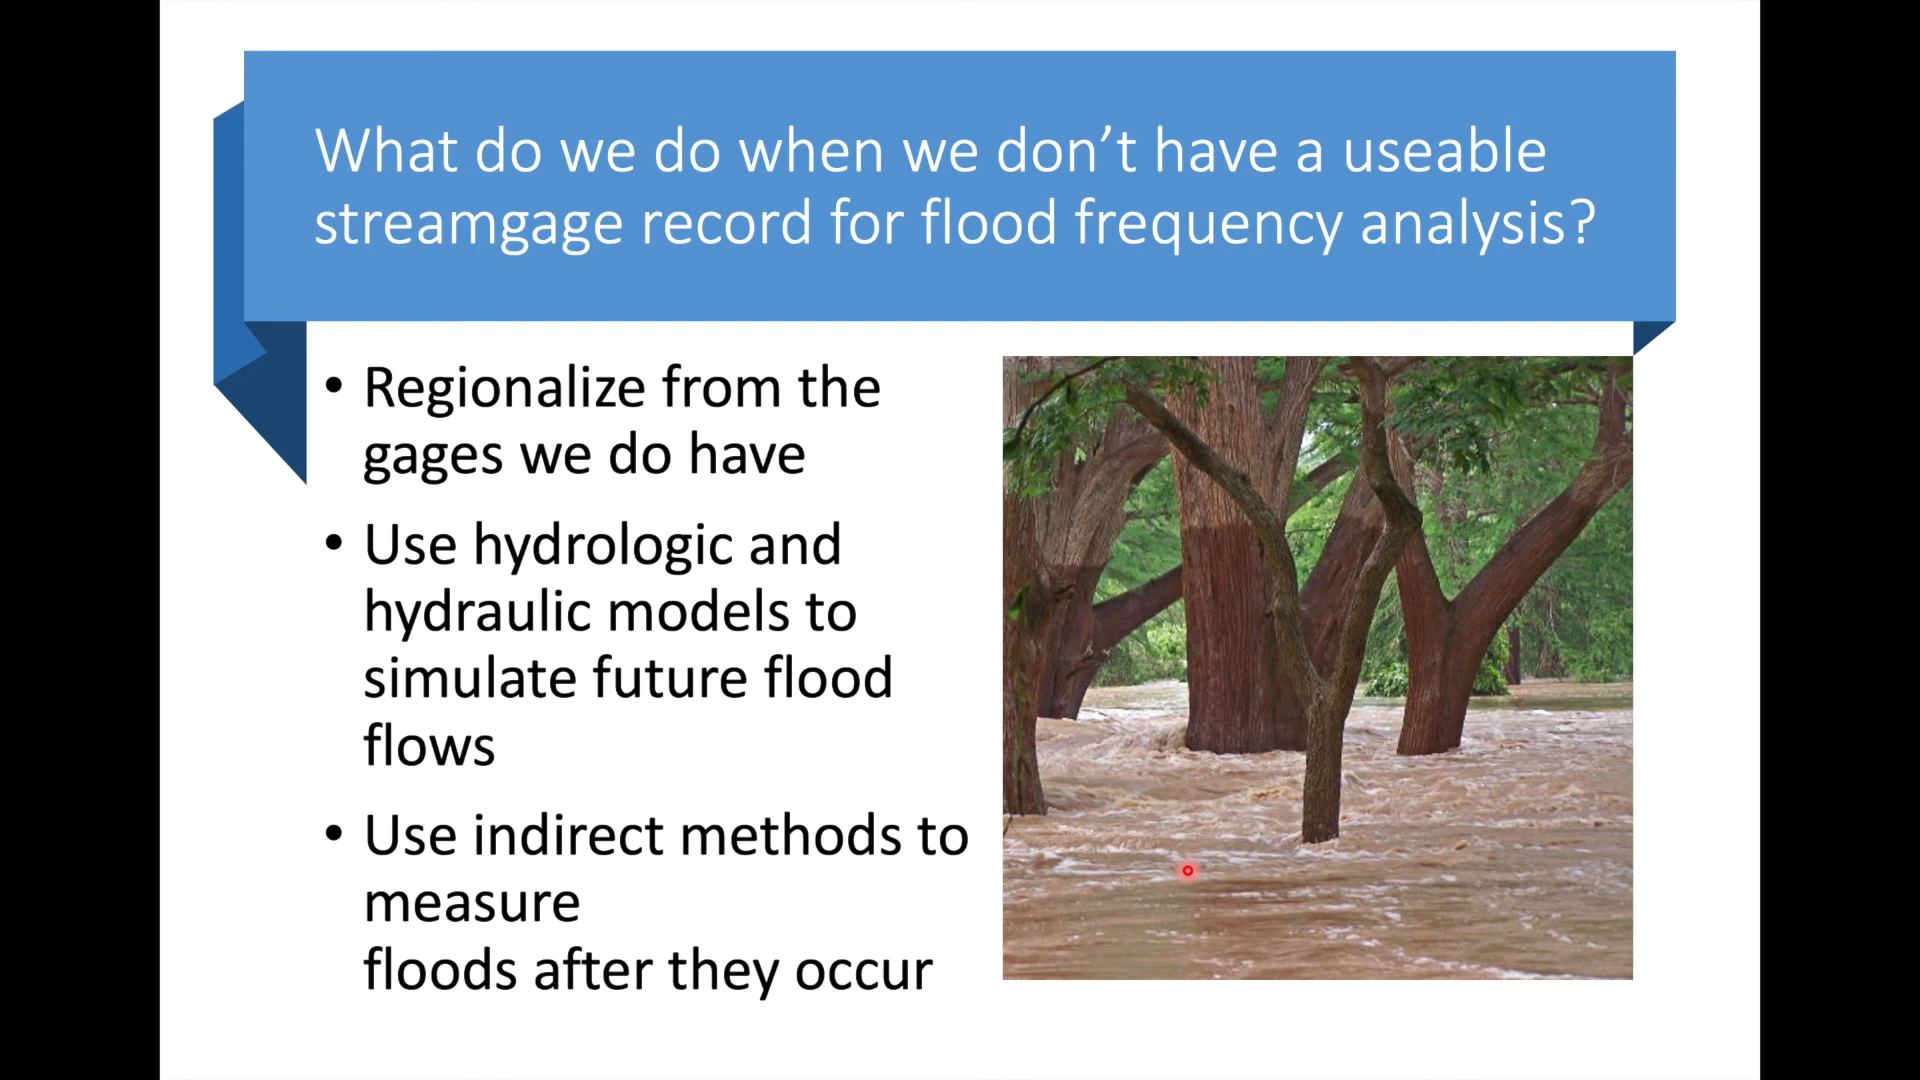 What do we do when we don’t have a useable
streamgage record for flood frequency analysis?
• Regionalize from the
gages we do have
• Use hydrologic and
hydraulic models to
simulate future flood
flows
• Use indirect methods to
measure
floods after they occur